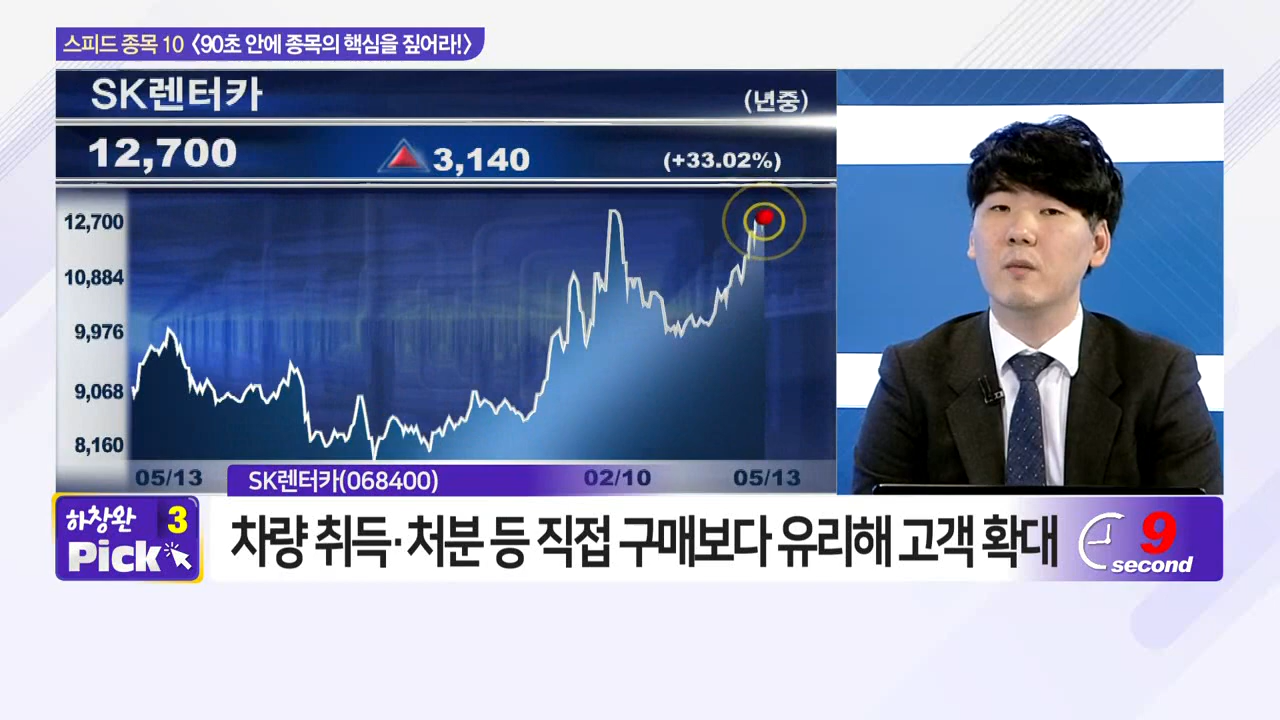 스피드 종목 10 <90초 안에 종목의 핵심을 짚어라!>
SK렌터카
(년중)
12,700
▲ 3,140
(+33.02%)
12,700
10,884
9,976
9,068
8,160
05/13
02/10
05/13
SK렌터카(068400)
하창완 3
Pick
차량 취득·처분 등 직접 구매보다 유리해 고객 확대
9
second